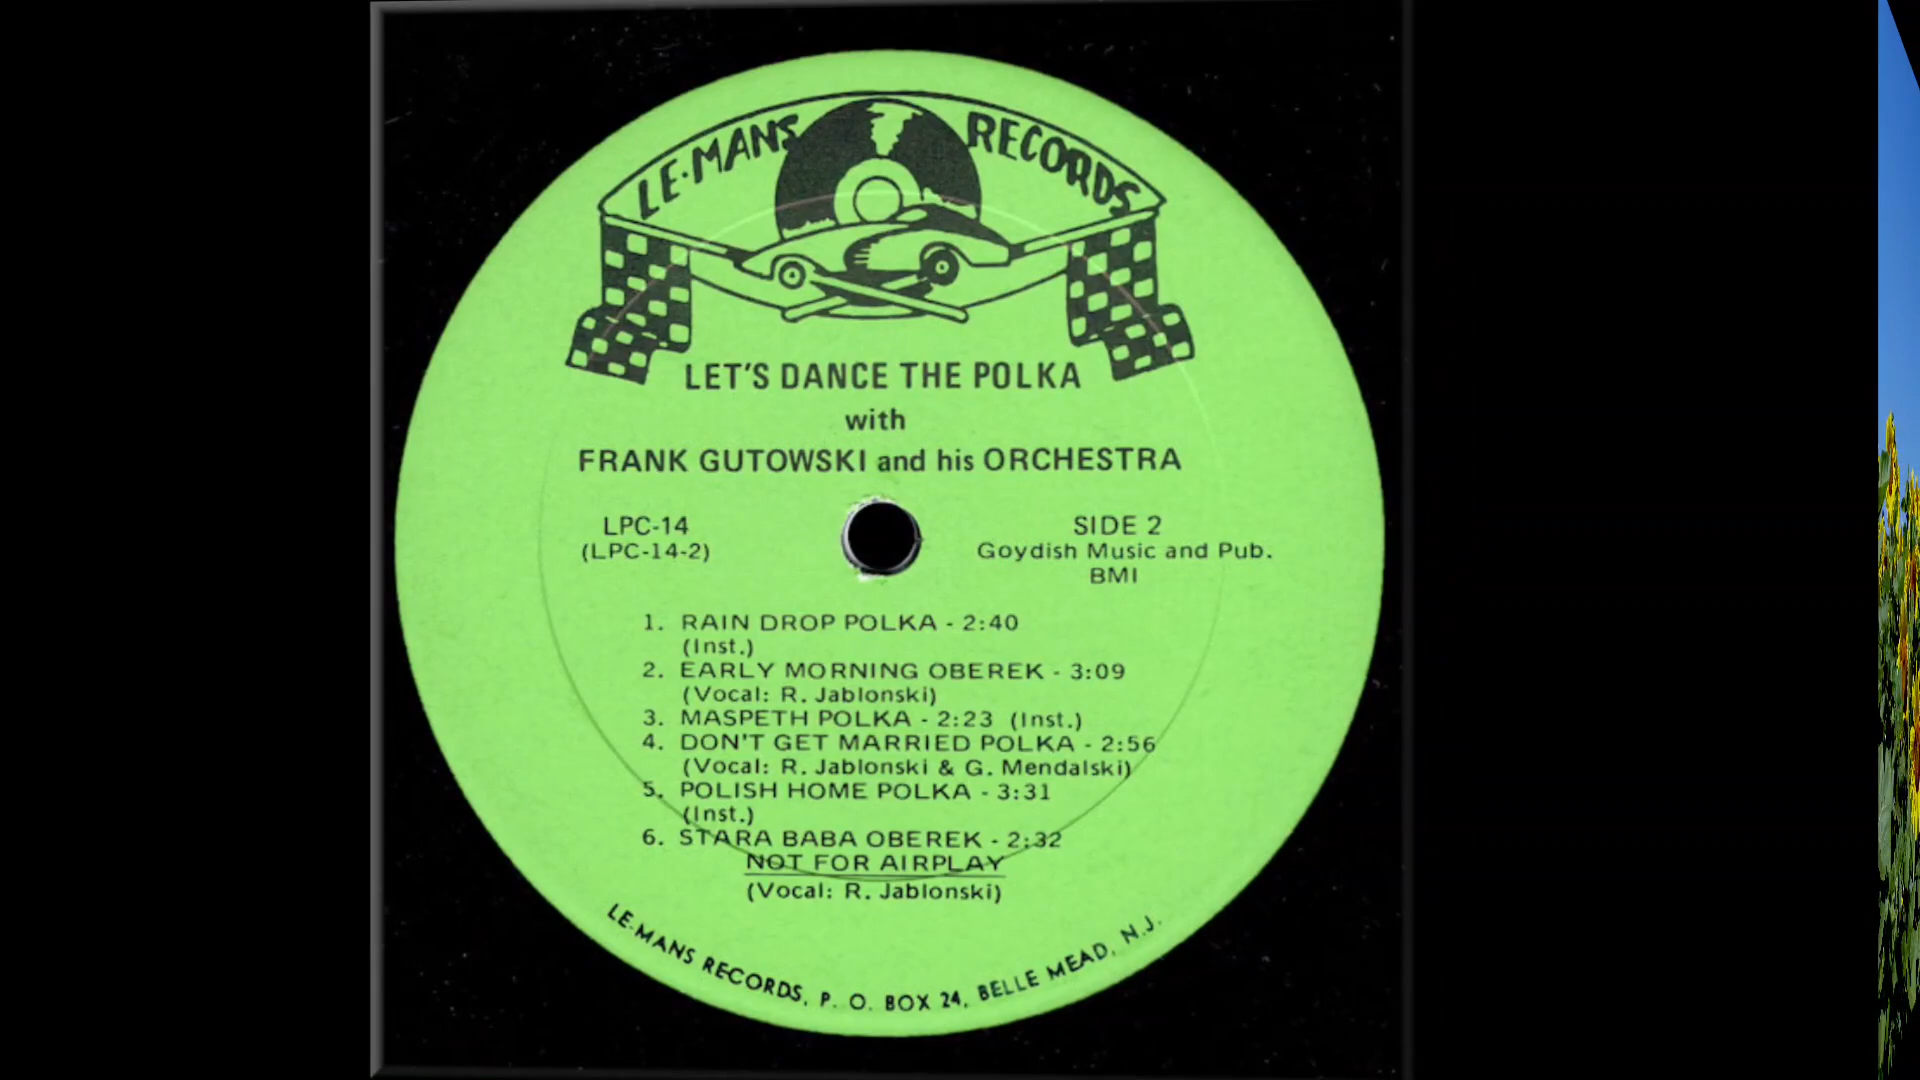 LE·MANS RECORDS
LET'S DANCE THE POLKA
with
FRANK GUTOWSKI and his ORCHESTRA
LPC-14
(LPC-14-2)
SIDE 2
Goydish Music and Pub.
BMI
1. RAIN DROP POLKA - 2:40
(Inst.)
2. EARLY MORNING OBEREK - 3:09
(Vocal: R. Jablonski)
3. MASPETH POLKA - 2:23 (Inst.)
4. DON'T GET MARRIED POLKA - 2:56
(Vocal: R. Jablonski & G. Mendalski)
5. POLISH HOME POLKA - 3:31
(Inst.)
6. STARA BABA OBEREK - 2:32
NOT FOR AIRPLAY
(Vocal: R. Jablonski)
LE-MANS RECORDS, P. O. BOX 24, BELLE MEAD, N.J.